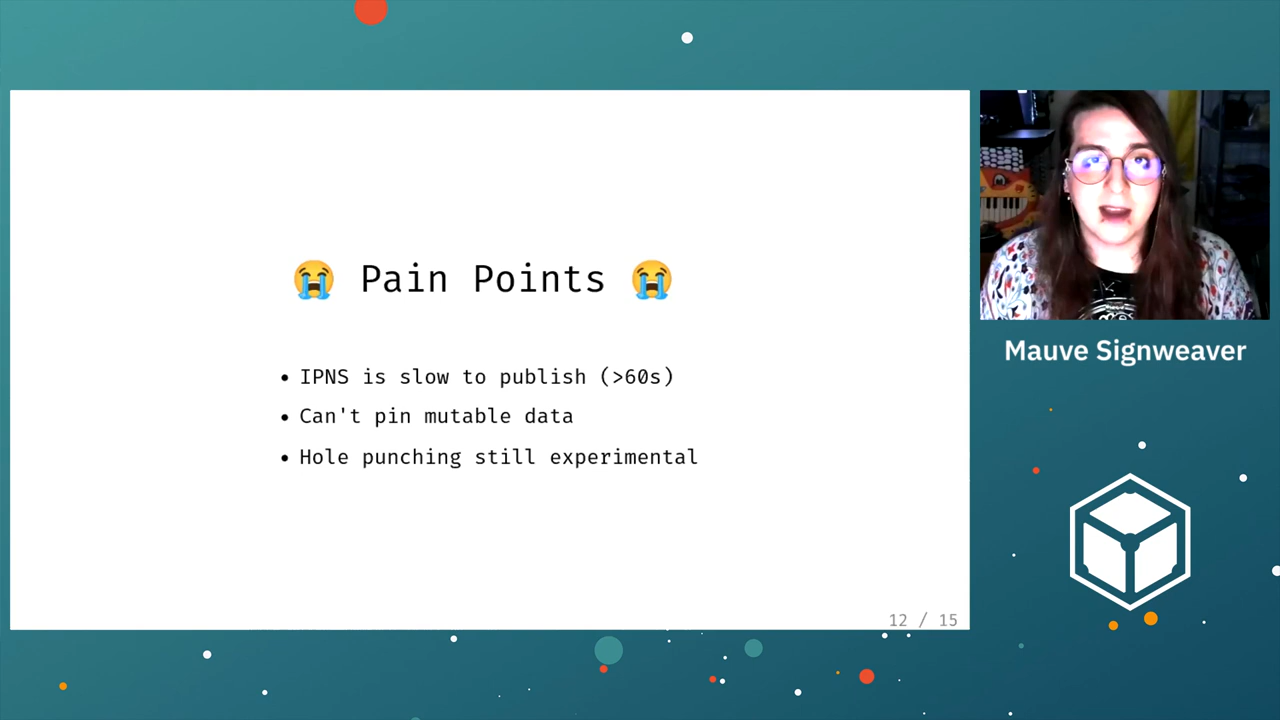 😭 Pain Points 😭
• IPNS is slow to publish (>60s)
• Can't pin mutable data
• Hole punching still experimental
12 / 15
Mauve Signweaver